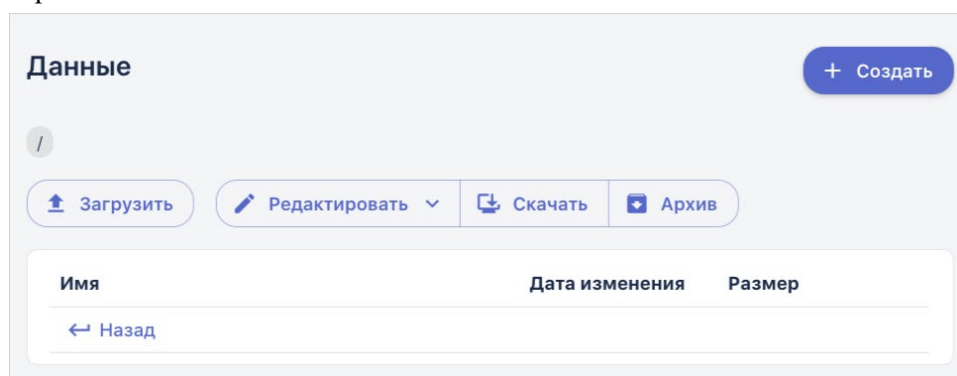 Данные
+ Создать
/
Загрузить Редактировать Скачать Архив
Имя Дата изменения Размер
Назад